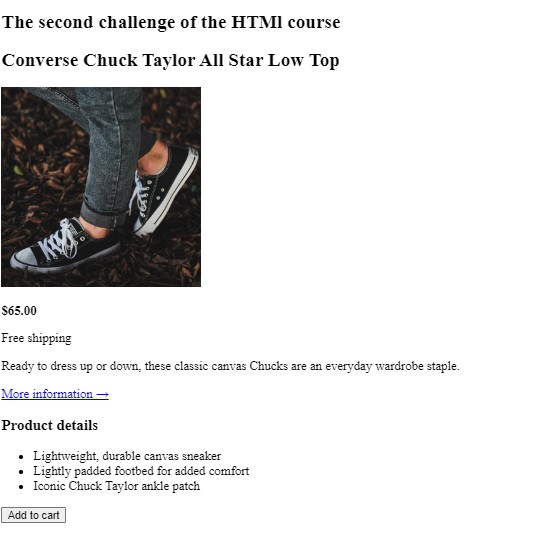 The second challenge of the HTMl course
Converse Chuck Taylor All Star Low Top
$65.00
Free shipping
Ready to dress up or down, these classic canvas Chucks are an everyday wardrobe staple.
More information →
Product details
• Lightweight, durable canvas sneaker
• Lightly padded footbed for added comfort
• Iconic Chuck Taylor ankle patch
Add to cart